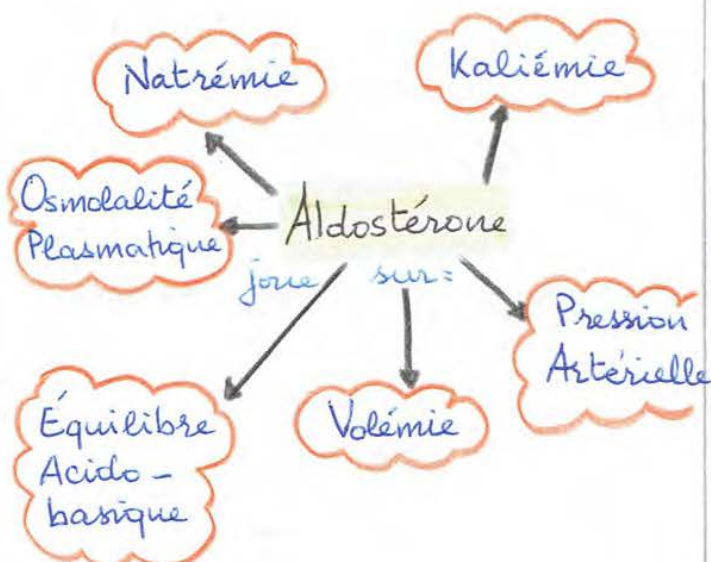 Natrémie
Kaliémie
Osmolalité
Plasmatique
Aldostérone
joue sur :
Pression
Artérielle
Équilibre
Acido-
basique
Volémie